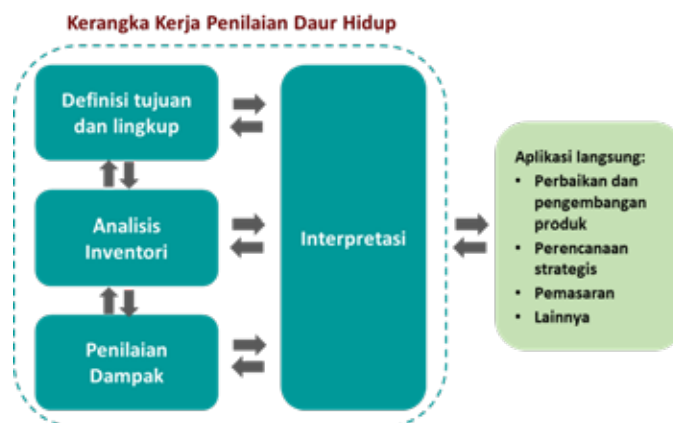 Kerangka Kerja Penilaian Daur Hidup
Definisi tujuan
dan lingkup
Analisis
Inventori
Penilaian
Dampak
Interpretasi
Aplikasi langsung:
• Perbaikan dan
pengembangan
produk
• Perencanaan
strategis
• Pemasaran
• Lainnya